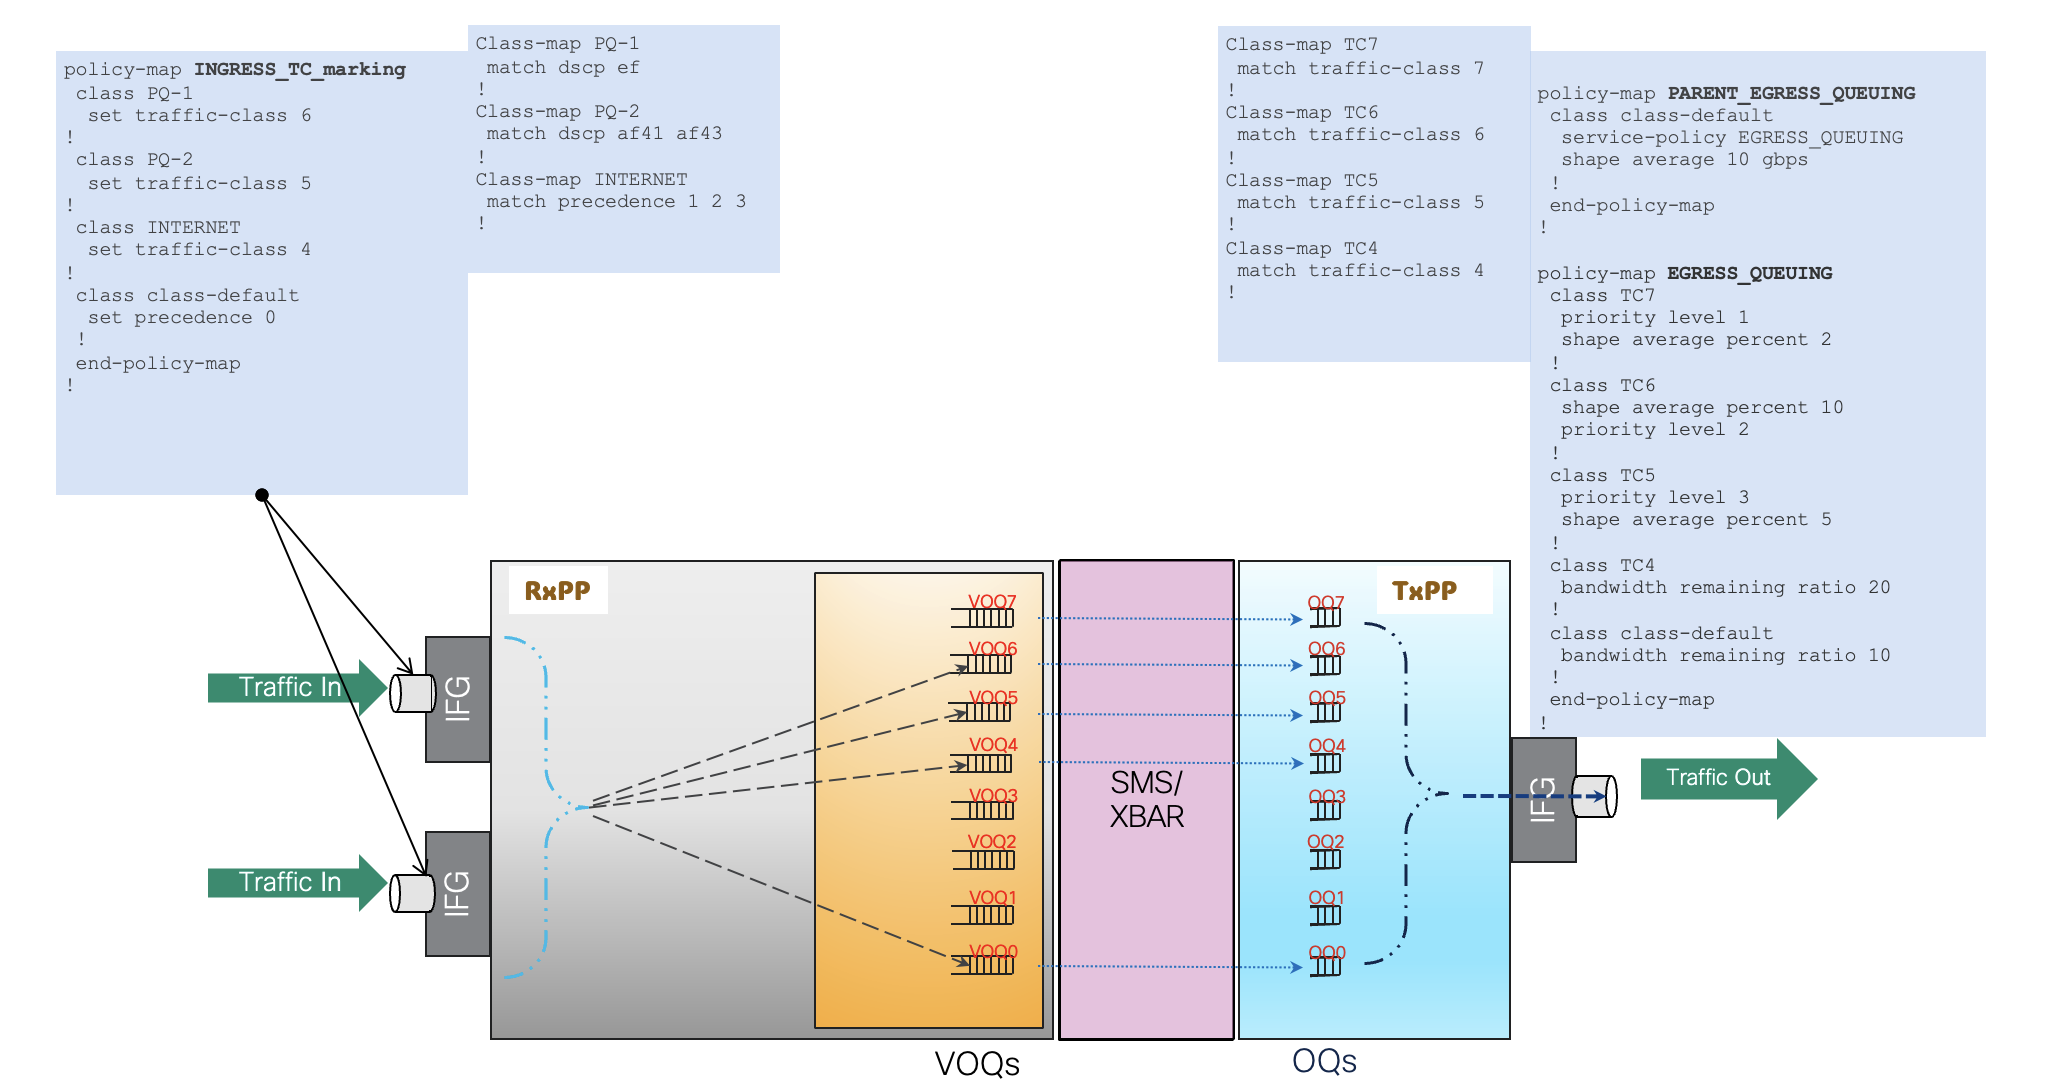 policy-map INGRESS_TC_marking
 class PQ-1
  set traffic-class 6
!
 class PQ-2
  set traffic-class 5
!
 class INTERNET
  set traffic-class 4
!
 class class-default
  set precedence 0
 !
 end-policy-map
!
Class-map PQ-1
 match dscp ef
!
Class-map PQ-2
 match dscp af41 af43
!
Class-map INTERNET
 match precedence 1 2 3
!
Class-map TC7
 match traffic-class 7
!
Class-map TC6
 match traffic-class 6
!
Class-map TC5
 match traffic-class 5
!
Class-map TC4
 match traffic-class 4
!
policy-map PARENT_EGRESS_QUEUING
 class class-default
  service-policy EGRESS_QUEUING
  shape average 10 gbps
 !
 end-policy-map
!
policy-map EGRESS_QUEUING
 class TC7
  priority level 1
  shape average percent 2
 !
 class TC6
  shape average percent 10
  priority level 2
 !
 class TC5
  priority level 3
  shape average percent 5
 !
 class TC4
  bandwidth remaining ratio 20
 !
 class class-default
  bandwidth remaining ratio 10
 !
 end-policy-map
!
Traffic In
IFG
Traffic In
IFG
RxPP
VOQ7
VOQ6
VOQ5
VOQ4
VOQ3
VOQ2
VOQ1
VOQ0
VOQs
SMS/
XBAR
TxPP
OQ7
OQ6
OQ5
OQ4
OQ3
OQ2
OQ1
OQ0
OQs
IFG
Traffic Out